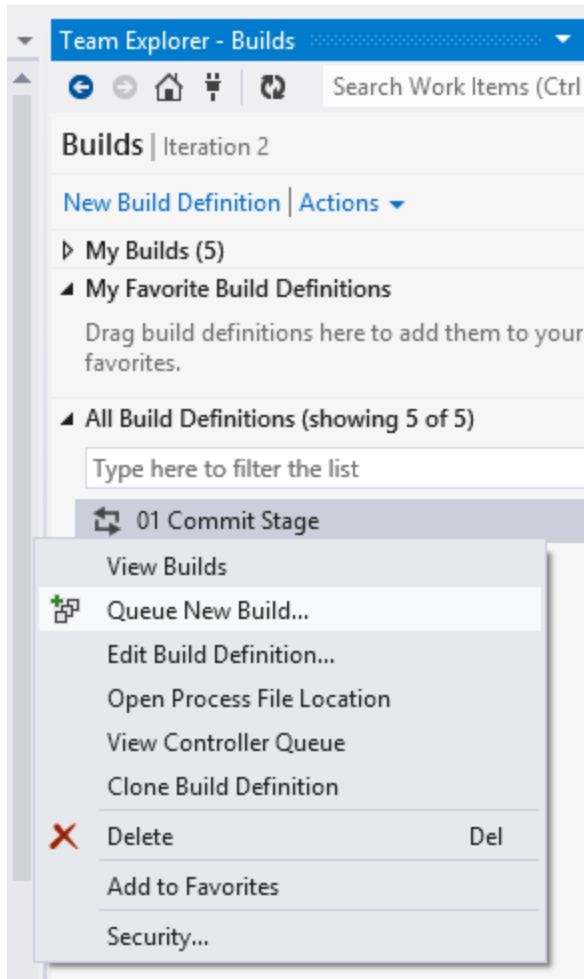 Team Explorer - Builds
Search Work Items (Ctrl
Builds | Iteration 2
New Build Definition | Actions
My Builds (5)
My Favorite Build Definitions
Drag build definitions here to add them to your
favorites.
All Build Definitions (showing 5 of 5)
Type here to filter the list
01 Commit Stage
View Builds
Queue New Build...
Edit Build Definition...
Open Process File Location
View Controller Queue
Clone Build Definition
Delete Del
Add to Favorites
Security...